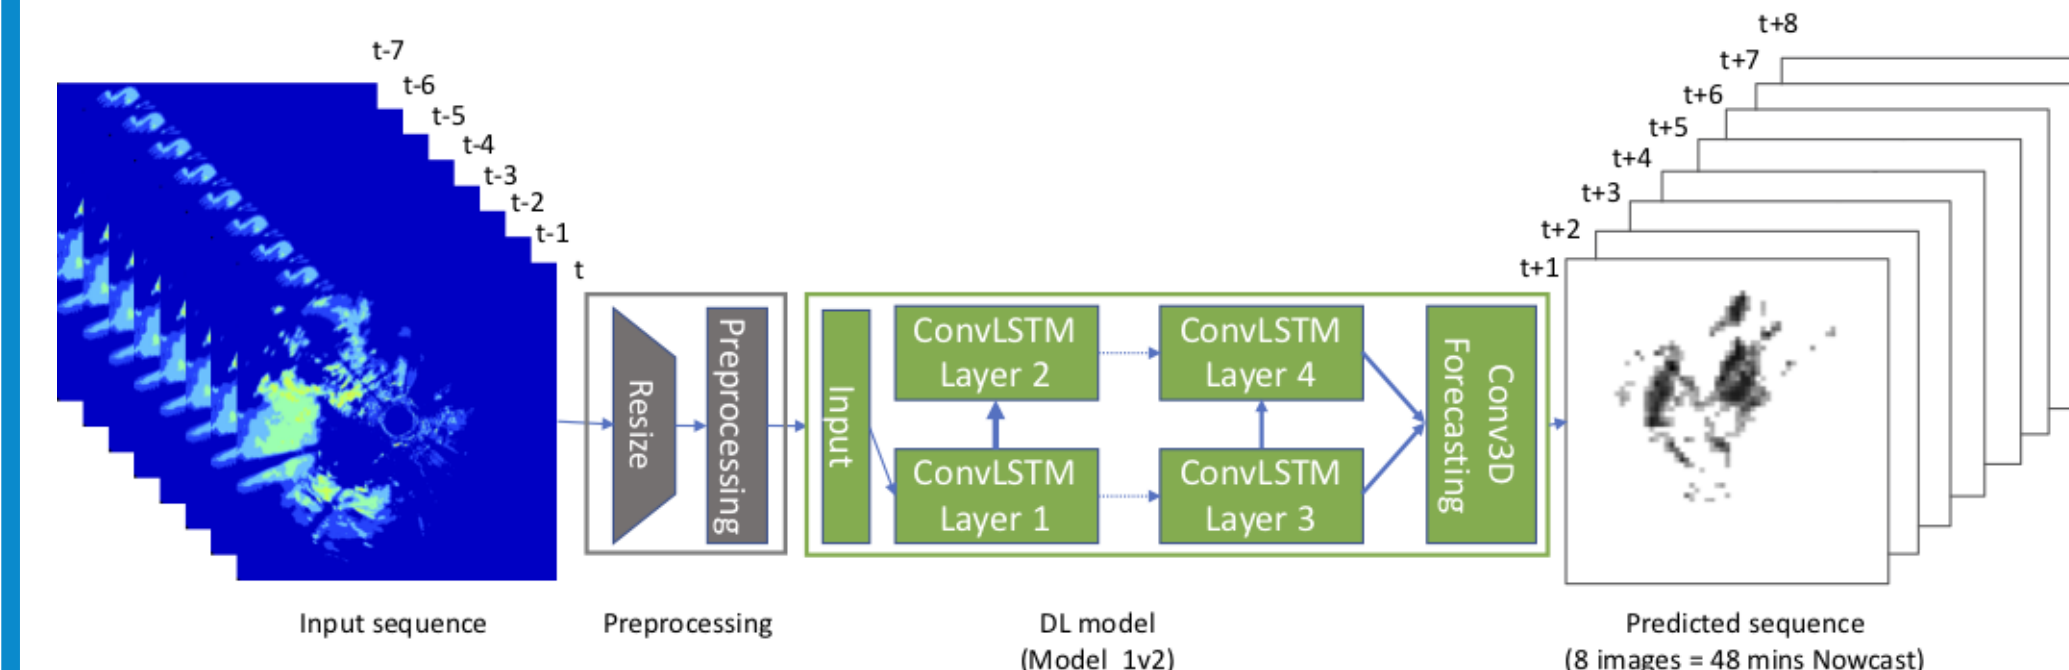 t-7
t-6
t-5
t-4
t-3
t-2
t-1
t
Resize
Preprocessing
Input
ConvLSTM
Layer 2
ConvLSTM
Layer 4
ConvLSTM
Layer 1
ConvLSTM
Layer 3
Conv3D
Forecasting
t+8
t+7
t+6
t+5
t+4
t+3
t+2
t+1
Input sequence
Preprocessing
DL model
(Model_1v2)
Predicted sequence
(8 images = 48 mins Nowcast)